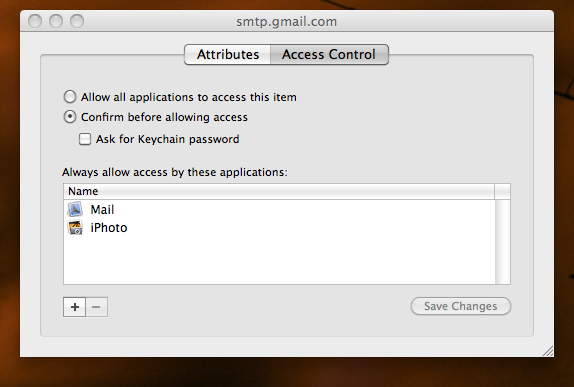 smtp.gmail.com
Attributes Access Control
Allow all applications to access this item
Confirm before allowing access
Ask for Keychain password
Always allow access by these applications:
Name
Mail
iPhoto
+ − Save Changes